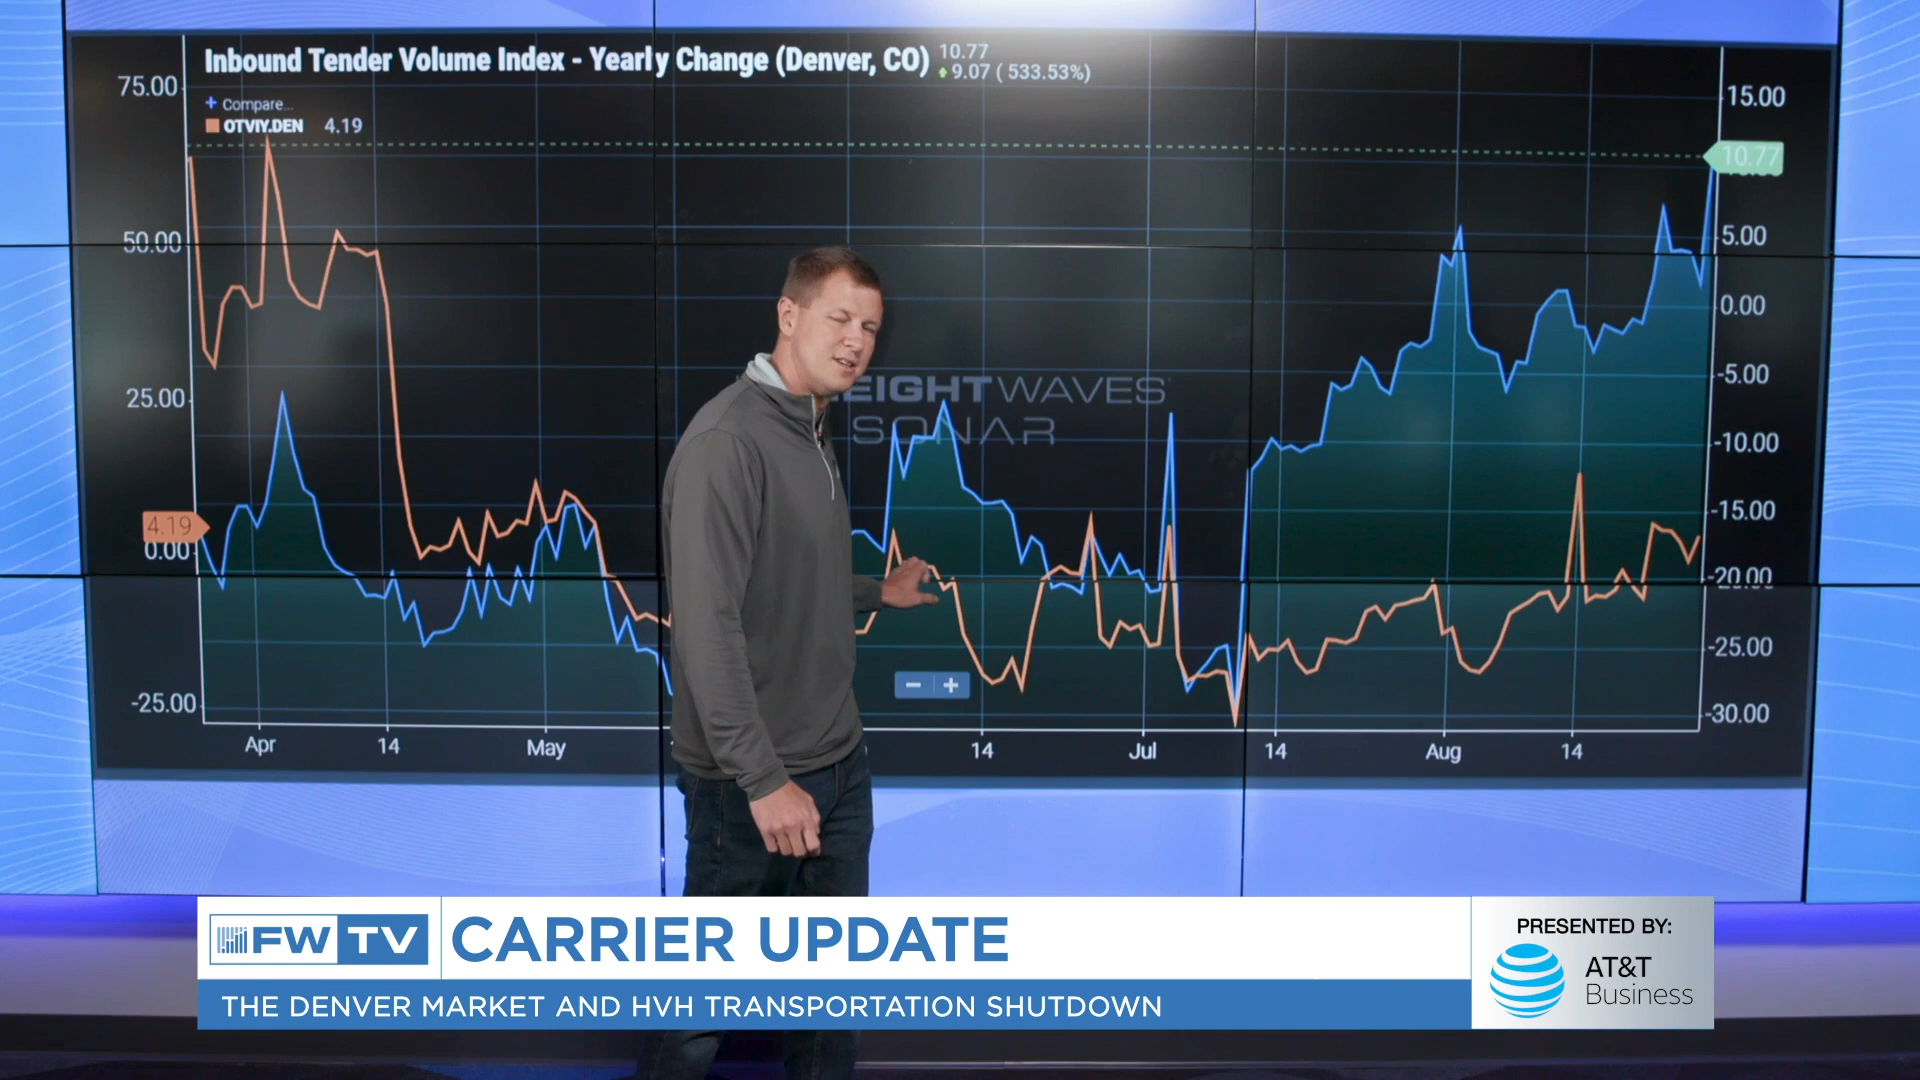 Inbound Tender Volume Index - Yearly Change (Denver, CO)
10.77
9.07 ( 533.53%)
+ Compare...
OTVIY.DEN 4.19
75.00
50.00
25.00
4.19
0.00
-25.00
15.00
10.77
5.00
0.00
-5.00
-10.00
-15.00
-20.00
-25.00
-30.00
EIGHTWAVES
SONAR
− +
Apr 14 May 14 Jul 14 Aug 14
FW TV
CARRIER UPDATE
THE DENVER MARKET AND HVH TRANSPORTATION SHUTDOWN
PRESENTED BY:
AT&T
Business